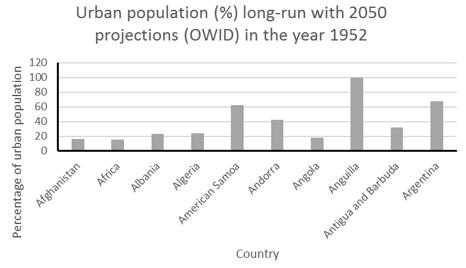 Urban population (%) long-run with 2050
projections (OWID) in the year 1952
Percentage of urban population
120
100
80
60
40
20
0
Afghanistan
Africa
Albania
Algeria
American Samoa
Andorra
Angola
Anguilla
Antigua and Barbuda
Argentina
Country